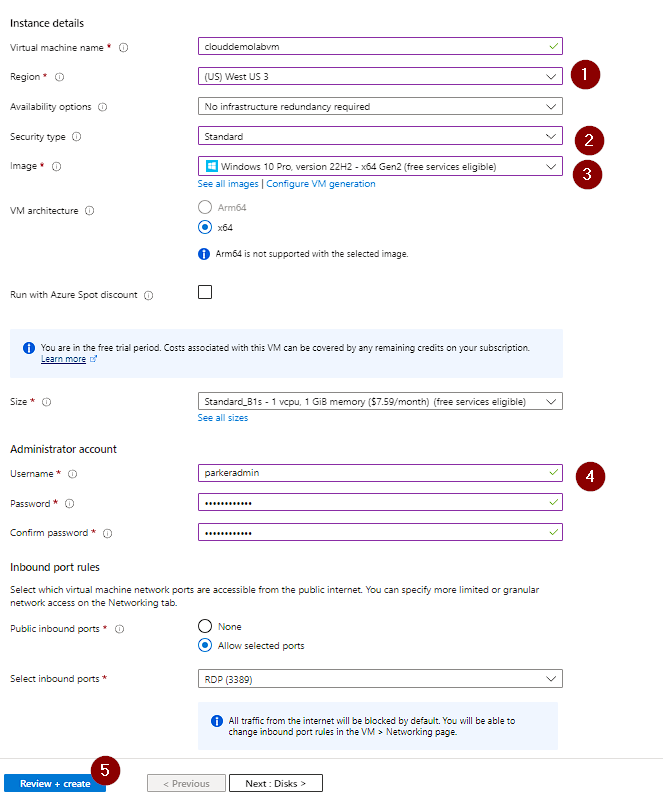 Instance details
Virtual machine name *
clouddemolabvm
Region *
(US) West US 3
1
Availability options
No infrastructure redundancy required
Security type
Standard
2
Image *
Windows 10 Pro, version 22H2 - x64 Gen2 (free services eligible)
3
See all images | Configure VM generation
VM architecture
Arm64
x64
Arm64 is not supported with the selected image.
Run with Azure Spot discount
You are in the free trial period. Costs associated with this VM can be covered by any remaining credits on your subscription.
Learn more
Size *
Standard_B1s - 1 vcpu, 1 GiB memory ($7.59/month) (free services eligible)
See all sizes
Administrator account
Username *
parkeradmin
4
Password *
••••••••••••
Confirm password *
••••••••••••
Inbound port rules
Select which virtual machine network ports are accessible from the public internet. You can specify more limited or granular
network access on the Networking tab.
Public inbound ports *
None
Allow selected ports
Select inbound ports *
RDP (3389)
All traffic from the internet will be blocked by default. You will be able to
change inbound port rules in the VM > Networking page.
5
Review + create
< Previous
Next : Disks >